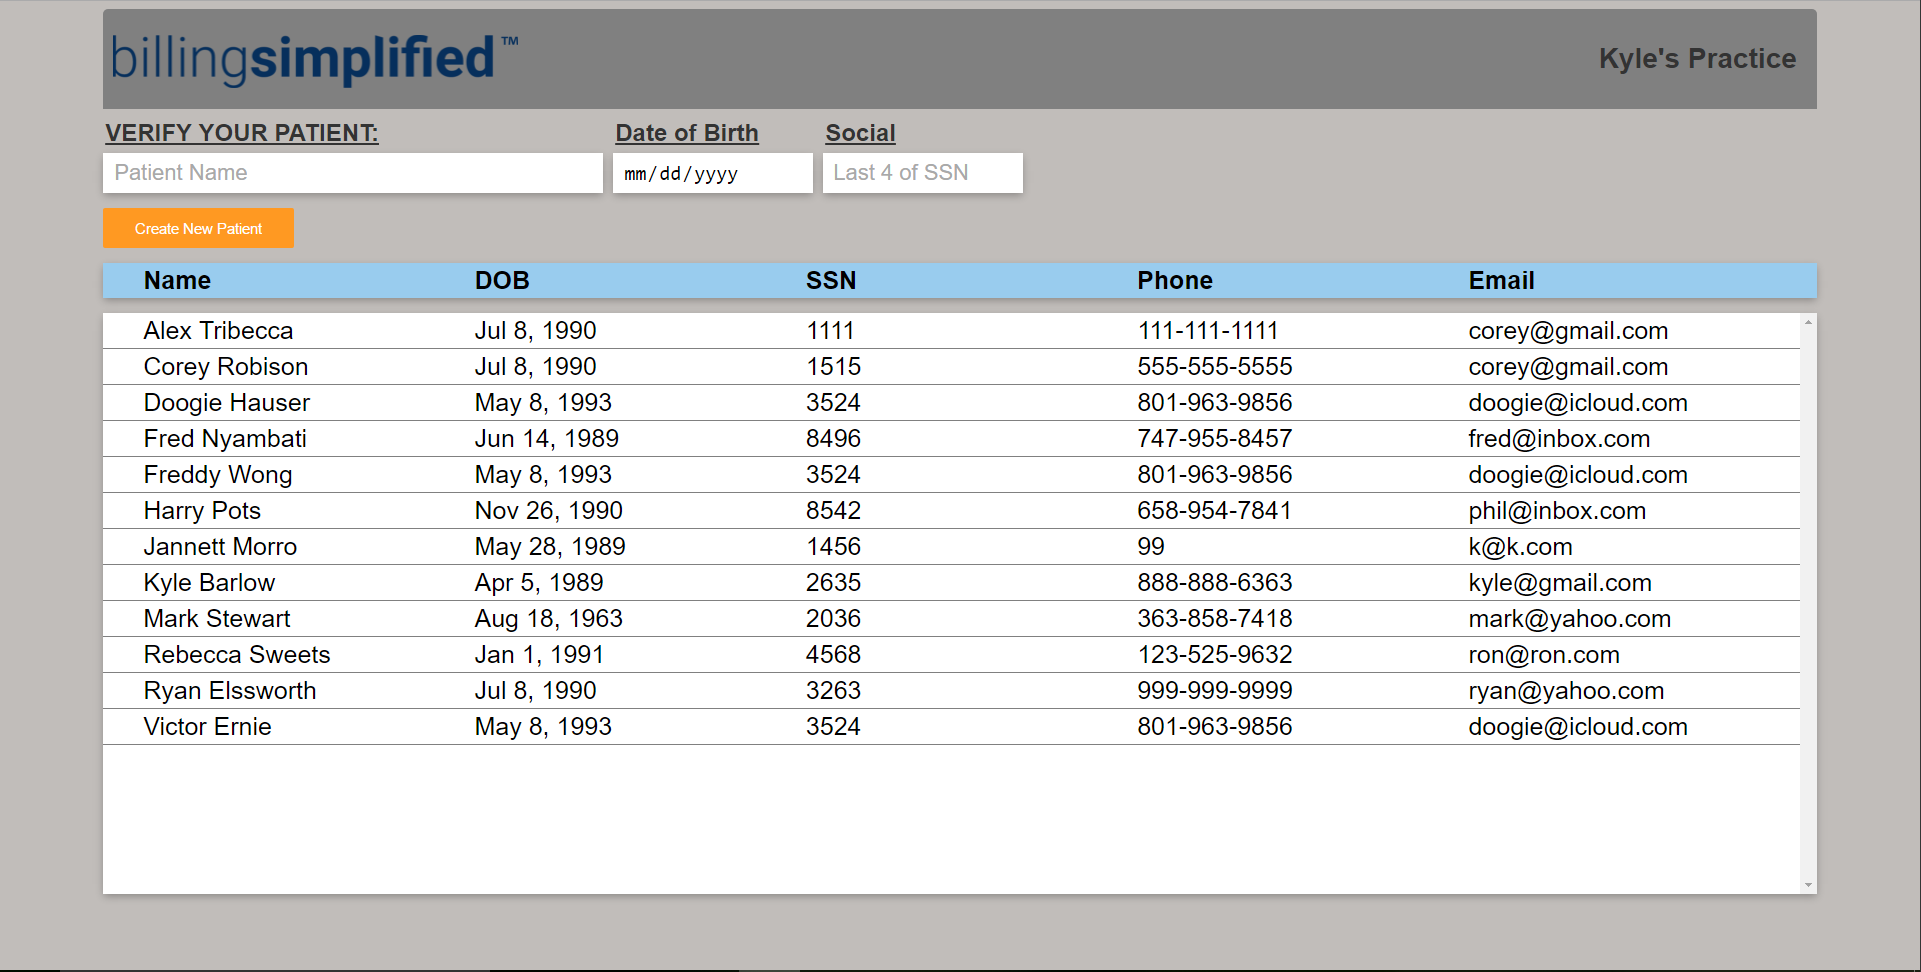 billingsimplified™ Kyle's Practice
VERIFY YOUR PATIENT: Date of Birth Social
Patient Name mm/dd/yyyy Last 4 of SSN
Create New Patient
Name DOB SSN Phone Email
Alex Tribecca Jul 8, 1990 1111 111-111-1111 corey@gmail.com
Corey Robison Jul 8, 1990 1515 555-555-5555 corey@gmail.com
Doogie Hauser May 8, 1993 3524 801-963-9856 doogie@icloud.com
Fred Nyambati Jun 14, 1989 8496 747-955-8457 fred@inbox.com
Freddy Wong May 8, 1993 3524 801-963-9856 doogie@icloud.com
Harry Pots Nov 26, 1990 8542 658-954-7841 phil@inbox.com
Jannett Morro May 28, 1989 1456 99 k@k.com
Kyle Barlow Apr 5, 1989 2635 888-888-6363 kyle@gmail.com
Mark Stewart Aug 18, 1963 2036 363-858-7418 mark@yahoo.com
Rebecca Sweets Jan 1, 1991 4568 123-525-9632 ron@ron.com
Ryan Elssworth Jul 8, 1990 3263 999-999-9999 ryan@yahoo.com
Victor Ernie May 8, 1993 3524 801-963-9856 doogie@icloud.com